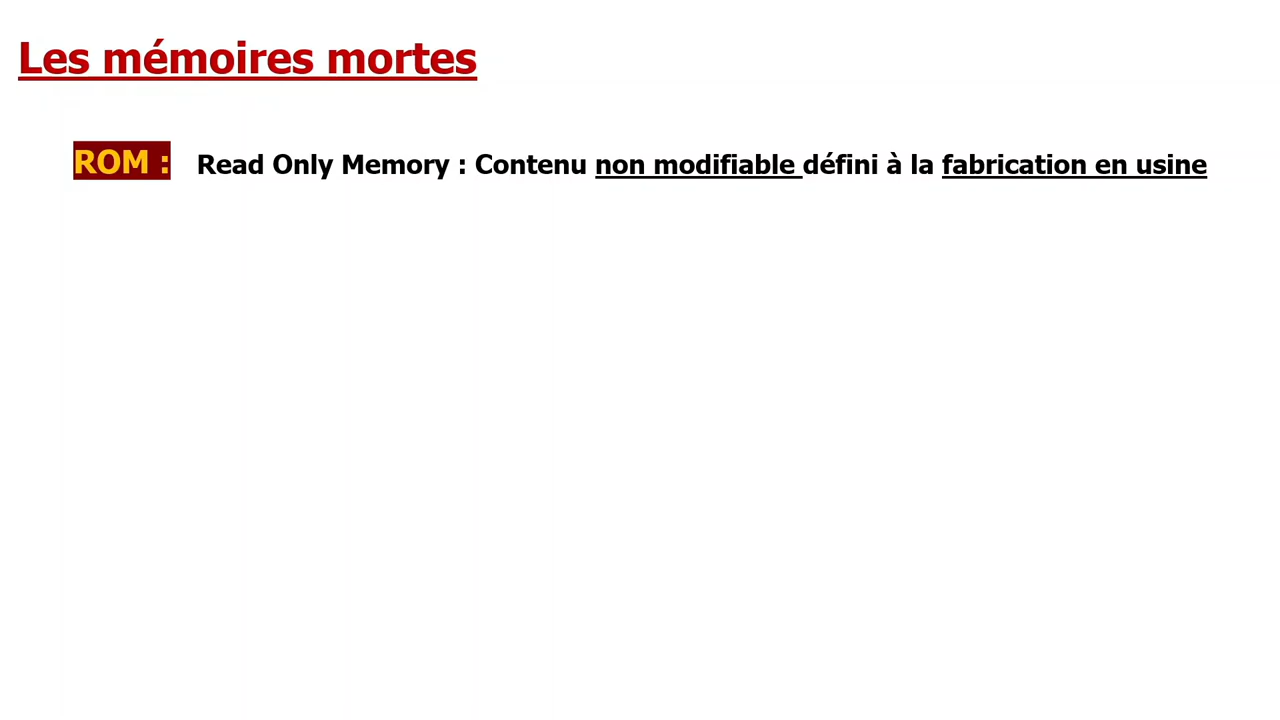 Les mémoires mortes
ROM : Read Only Memory : Contenu non modifiable défini à la fabrication en usine